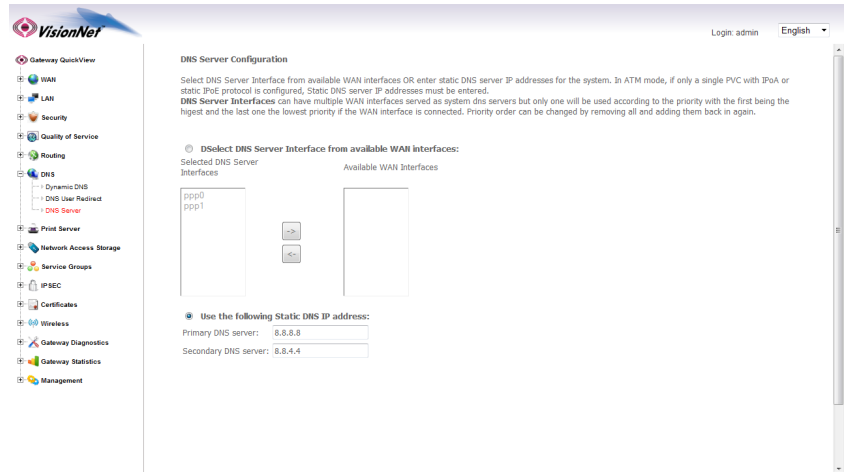 VisionNet
Login: admin
English
Gateway QuickView
WAN
LAN
Security
Quality of Service
Routing
DNS
Dynamic DNS
DNS User Redirect
DNS Server
Print Server
Network Access Storage
Service Groups
IPSEC
Certificates
Wireless
Gateway Diagnostics
Gateway Statistics
Management
DNS Server Configuration
Select DNS Server Interface from available WAN interfaces OR enter static DNS server IP addresses for the system. In ATM mode, if only a single PVC with IPoA or
static IPoE protocol is configured, Static DNS server IP addresses must be entered.
DNS Server Interfaces can have multiple WAN interfaces served as system dns servers but only one will be used according to the priority with the first being the
higest and the last one the lowest priority if the WAN interface is connected. Priority order can be changed by removing all and adding them back in again.
DSelect DNS Server Interface from available WAN interfaces:
Selected DNS Server
Interfaces
Available WAN Interfaces
ppp0
ppp1
->
<-
Use the following Static DNS IP address:
Primary DNS server: 8.8.8.8
Secondary DNS server: 8.8.4.4